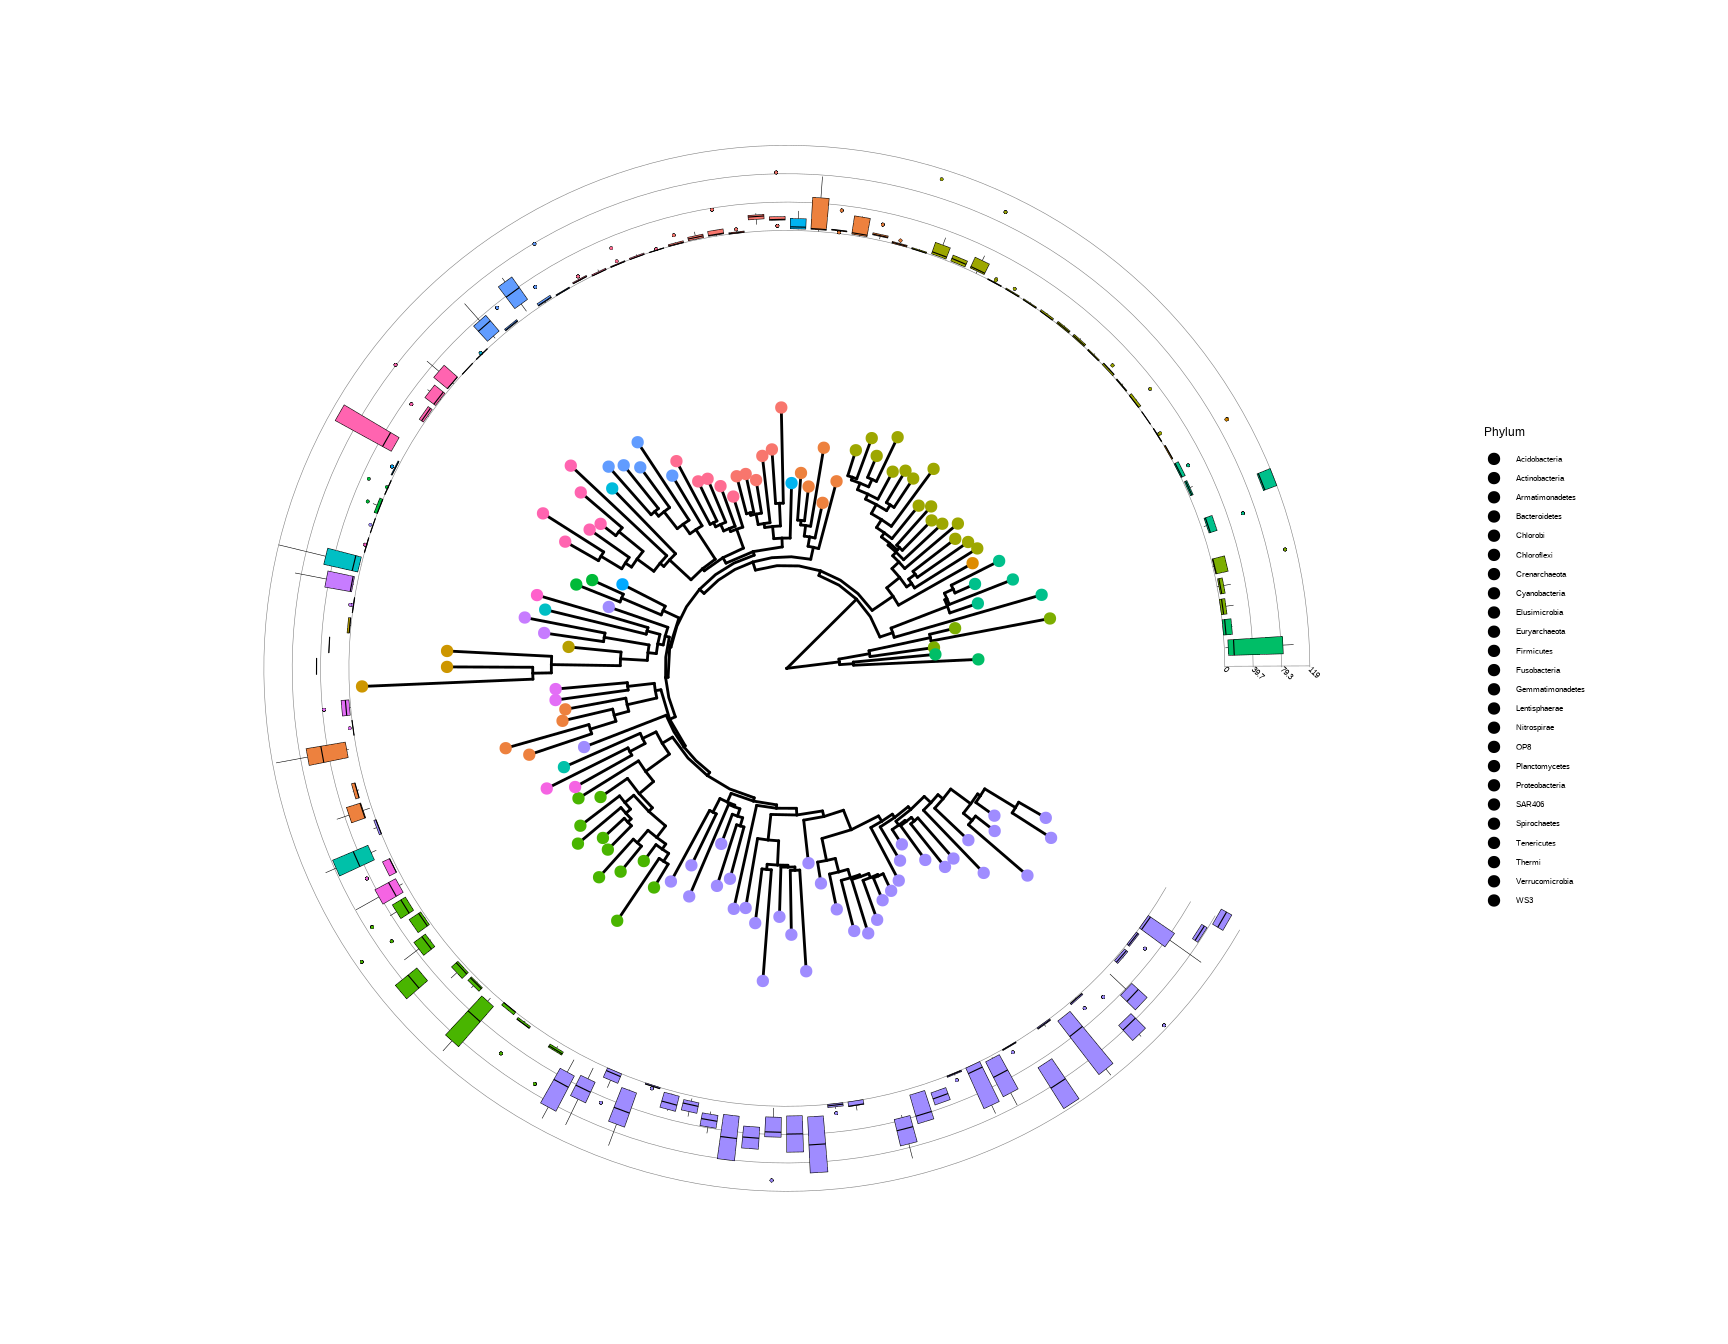 Phylum
Acidobacteria
Actinobacteria
Armatimonadetes
Bacteroidetes
Chlorobi
Chloroflexi
Crenarchaeota
Cyanobacteria
Elusimicrobia
Euryarchaeota
Firmicutes
Fusobacteria
Gemmatimonadetes
Lentisphaerae
Nitrospirae
OP8
Planctomycetes
Proteobacteria
SAR406
Spirochaetes
Tenericutes
Thermi
Verrucomicrobia
WS3
0
39.7
79.3
119